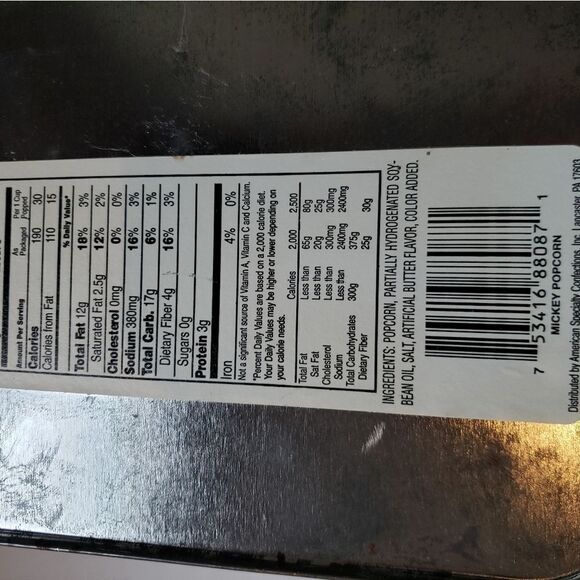 Amount Per Serving As Packaged Per 1 Cup Popped
Calories 190 30
Calories from Fat 110 15
% Daily Value*
Total Fat 12g 18% 3%
Saturated Fat 2.5g 12% 2%
Cholesterol 0mg 0% 0%
Sodium 380mg 16% 3%
Total Carb. 17g 6% 1%
Dietary Fiber 4g 16% 3%
Sugars 0g
Protein 3g
Iron 4% 0%
Not a significant source of Vitamin A, Vitamin C and Calcium.
*Percent Daily Values are based on a 2,000 calorie diet.
Your Daily Values may be higher or lower depending on
your calorie needs.
Calories 2,000 2,500
Total Fat Less than 65g 80g
Sat Fat Less than 20g 25g
Cholesterol Less than 300mg 300mg
Sodium Less than 2400mg 2400mg
Total Carbohydrates 300g 375g
Dietary Fiber 25g 30g
INGREDIENTS: POPCORN, PARTIALLY HYDROGENATED SOY-
BEAN OIL, SALT, ARTIFICIAL BUTTER FLAVOR, COLOR ADDED.
7 53416 88087 1
MICKEY POPCORN
Distributed by American Specialty Confections, Inc. Lancaster, PA 17603